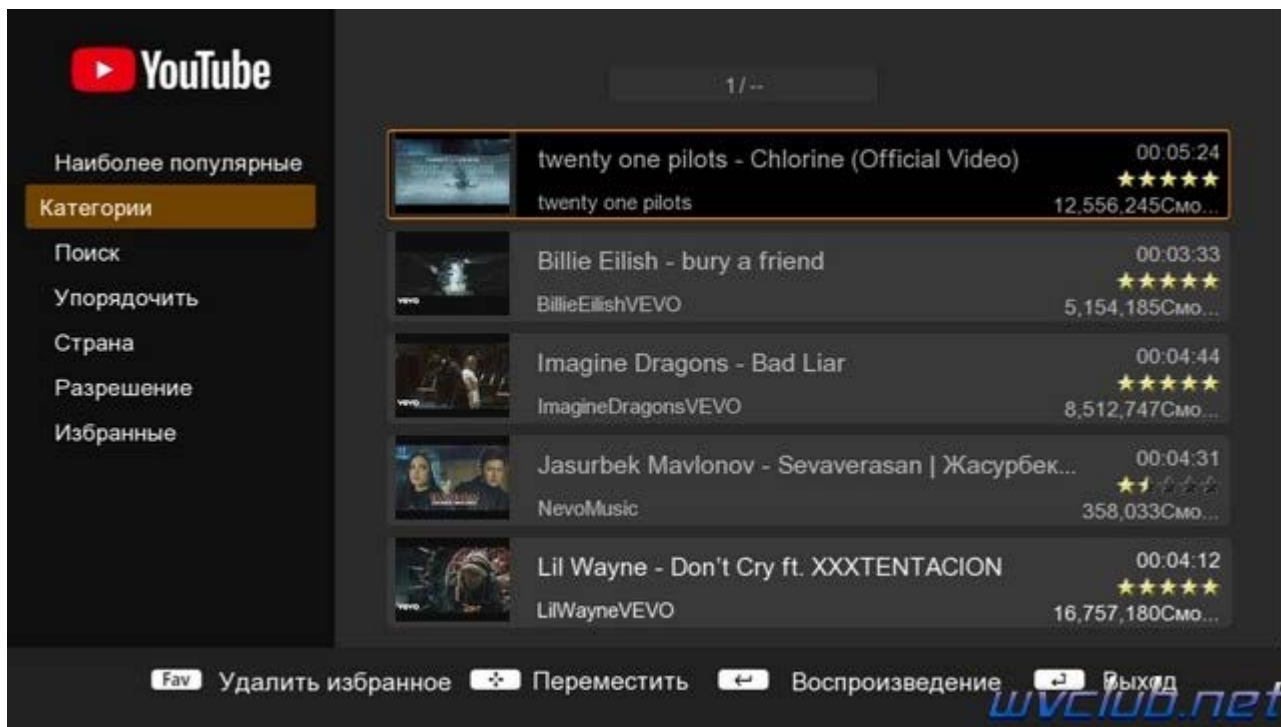 YouTube
1/ --
Наиболее популярные
Категории
Поиск
Упорядочить
Страна
Разрешение
Избранные
twenty one pilots - Chlorine (Official Video)
00:05:24
twenty one pilots
12,556,245Смо...
Billie Eilish - bury a friend
00:03:33
vevo
BillieEilishVEVO
5,154,185Смо...
Imagine Dragons - Bad Liar
00:04:44
vevo
ImagineDragonsVEVO
8,512,747Смо...
Jasurbek Mavlonov - Sevaverasan | Жасурбек...
00:04:31
NevoMusic
358,033Смо...
Lil Wayne - Don't Cry ft. XXXTENTACION
00:04:12
vevo
LilWayneVEVO
16,757,180Смо...
Fav Удалить избранное Переместить Воспроизведение Выход
wvclub.net